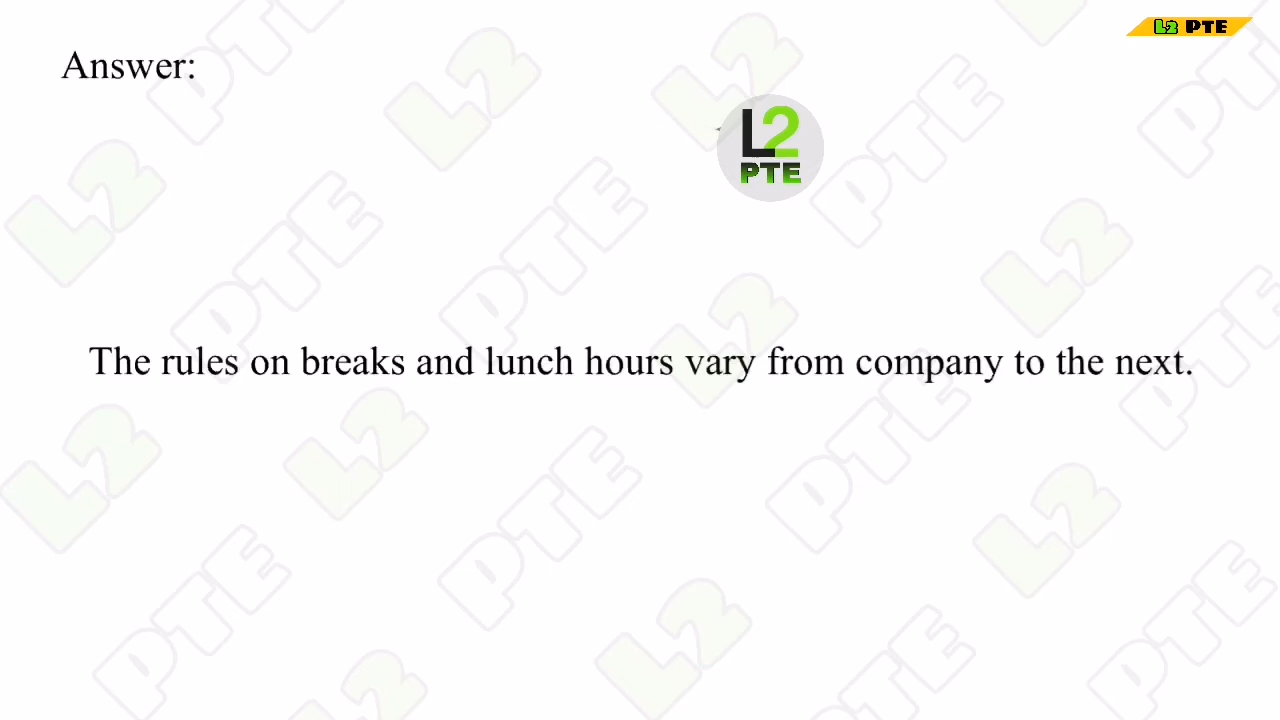 L2 PTE
Answer:
L2
PTE
The rules on breaks and lunch hours vary from company to the next.